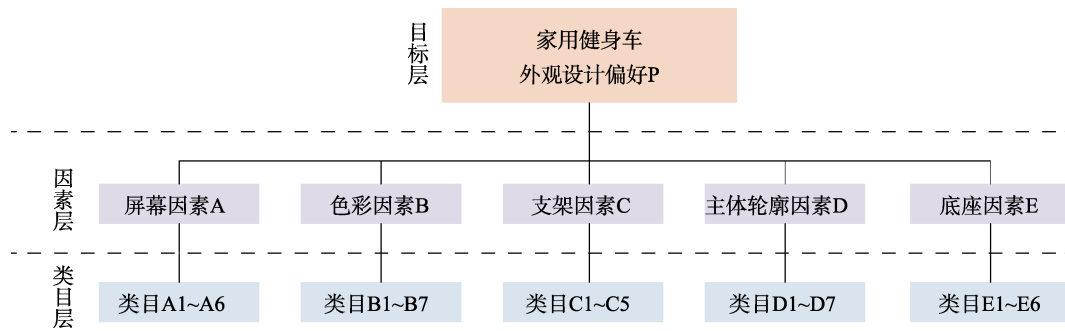 目标层
家用健身车
外观设计偏好P
因素层
屏幕因素A
色彩因素B
支架因素C
主体轮廓因素D
底座因素E
类目层
类目A1~A6
类目B1~B7
类目C1~C5
类目D1~D7
类目E1~E6